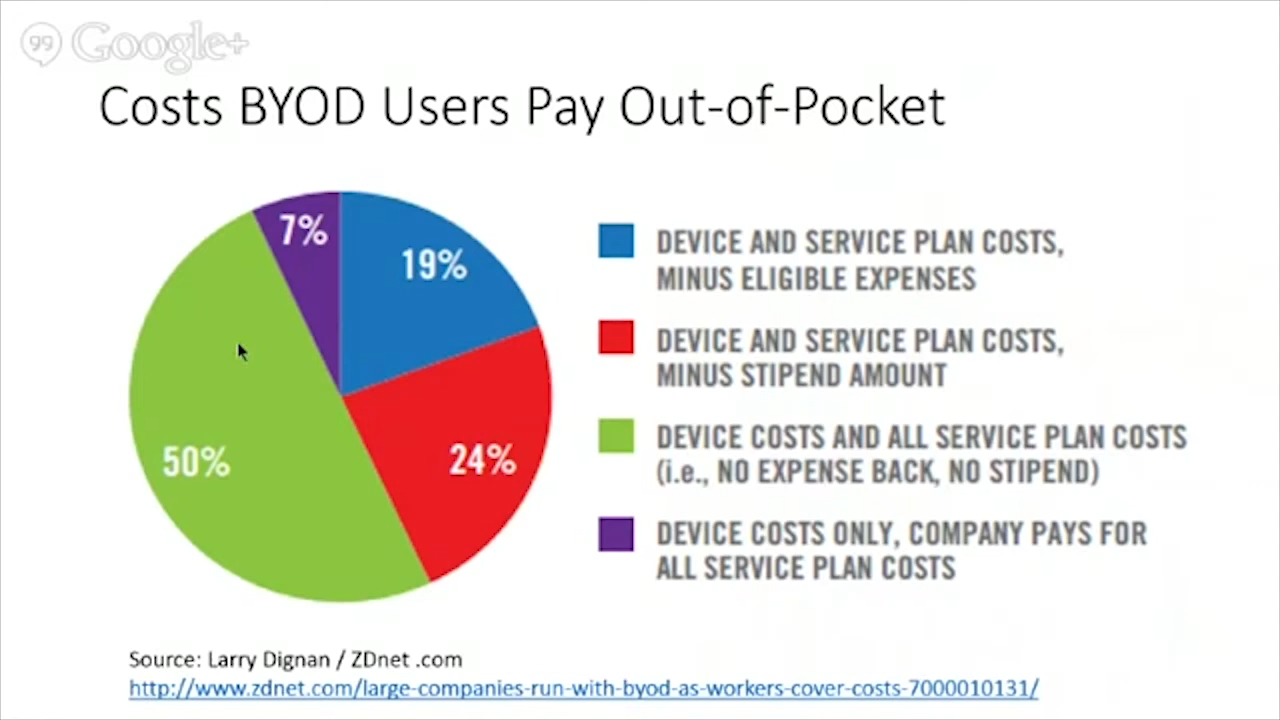 99 Google+
Costs BYOD Users Pay Out-of-Pocket
7%
19%
50%
24%
DEVICE AND SERVICE PLAN COSTS,
MINUS ELIGIBLE EXPENSES
DEVICE AND SERVICE PLAN COSTS,
MINUS STIPEND AMOUNT
DEVICE COSTS AND ALL SERVICE PLAN COSTS
(i.e., NO EXPENSE BACK, NO STIPEND)
DEVICE COSTS ONLY, COMPANY PAYS FOR
ALL SERVICE PLAN COSTS
Source: Larry Dignan / ZDnet .com
http://www.zdnet.com/large-companies-run-with-byod-as-workers-cover-costs-7000010131/